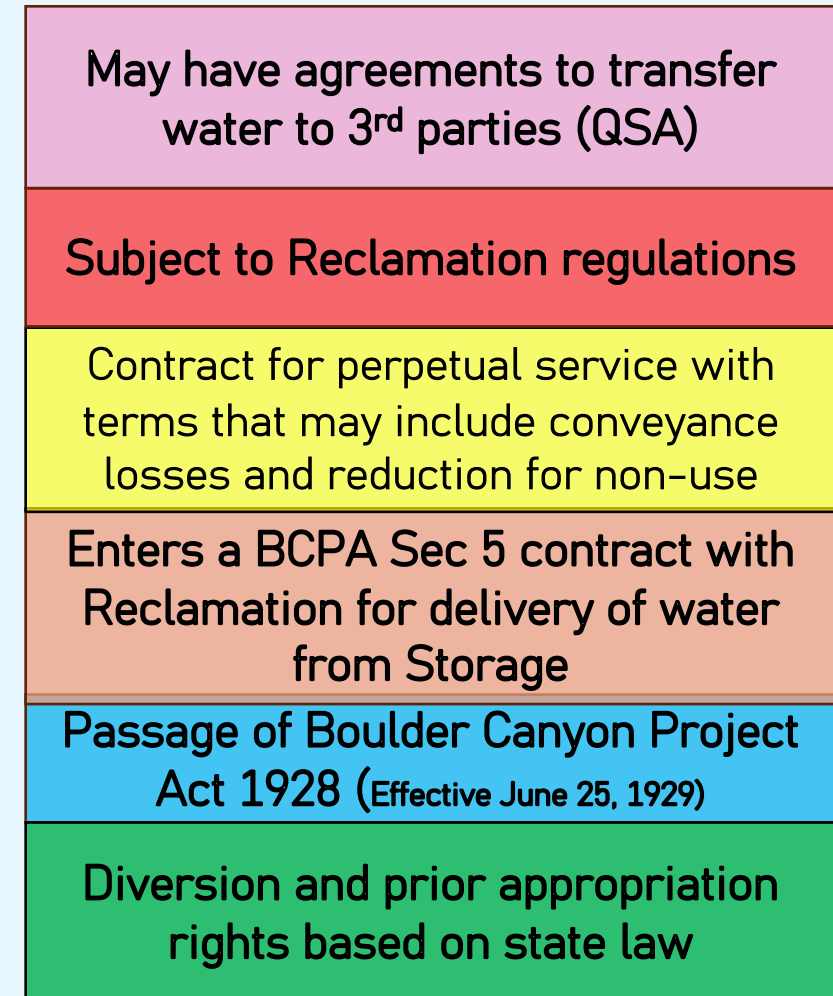 May have agreements to transfer
water to 3rd parties (QSA)
Subject to Reclamation regulations
Contract for perpetual service with
terms that may include conveyance
losses and reduction for non-use
Enters a BCPA Sec 5 contract with
Reclamation for delivery of water
from Storage
Passage of Boulder Canyon Project
Act 1928 (Effective June 25, 1929)
Diversion and prior appropriation
rights based on state law